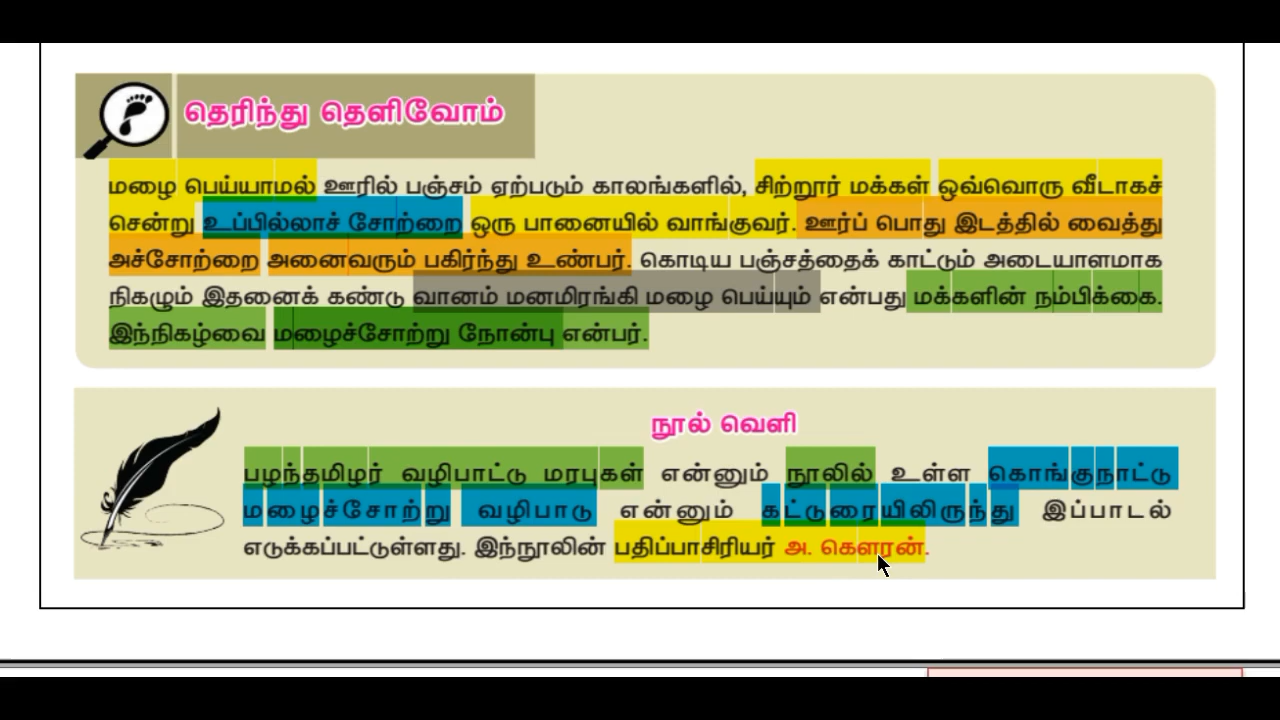 தெரிந்து தெளிவோம்
மழை பெய்யாமல் ஊரில் பஞ்சம் ஏற்படும் காலங்களில், சிற்றூர் மக்கள் ஒவ்வொரு வீடாகச்
சென்று உப்பில்லாச் சோற்றை ஒரு பானையில் வாங்குவர். ஊர்ப் பொது இடத்தில் வைத்து
அச்சோற்றை அனைவரும் பகிர்ந்து உண்பர். கொடிய பஞ்சத்தைக் காட்டும் அடையாளமாக
நிகழும் இதனைக் கண்டு வானம் மனமிரங்கி மழை பெய்யும் என்பது மக்களின் நம்பிக்கை.
இந்நிகழ்வை மழைச்சோற்று நோன்பு என்பர்.
நூல் வெளி
பழந்தமிழர் வழிபாட்டு மரபுகள் என்னும் நூலில் உள்ள கொங்குநாட்டு
மழைச்சோற்று வழிபாடு என்னும் கட்டுரையிலிருந்து இப்பாடல்
எடுக்கப்பட்டுள்ளது. இந்நூலின் பதிப்பாசிரியர் அ. கௌரன்.